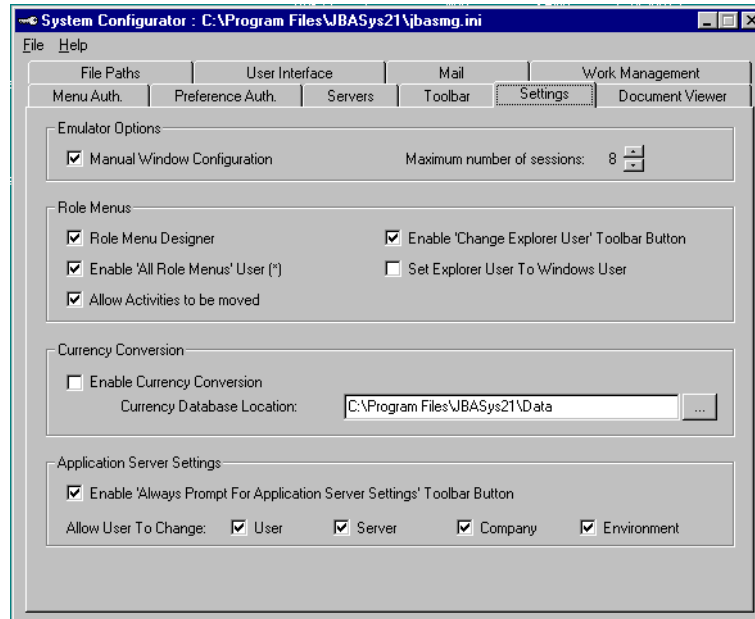 System Configurator : C:\Program Files\JBASys21\jbasmg.ini
File Help
File Paths User Interface Mail Work Management
Menu Auth. Preference Auth. Servers Toolbar Settings Document Viewer
Emulator Options
Manual Window Configuration Maximum number of sessions: 8
Role Menus
Role Menu Designer Enable 'Change Explorer User' Toolbar Button
Enable 'All Role Menus' User (*) Set Explorer User To Windows User
Allow Activities to be moved
Currency Conversion
Enable Currency Conversion
Currency Database Location: C:\Program Files\JBASys21\Data ...
Application Server Settings
Enable 'Always Prompt For Application Server Settings' Toolbar Button
Allow User To Change: User Server Company Environment